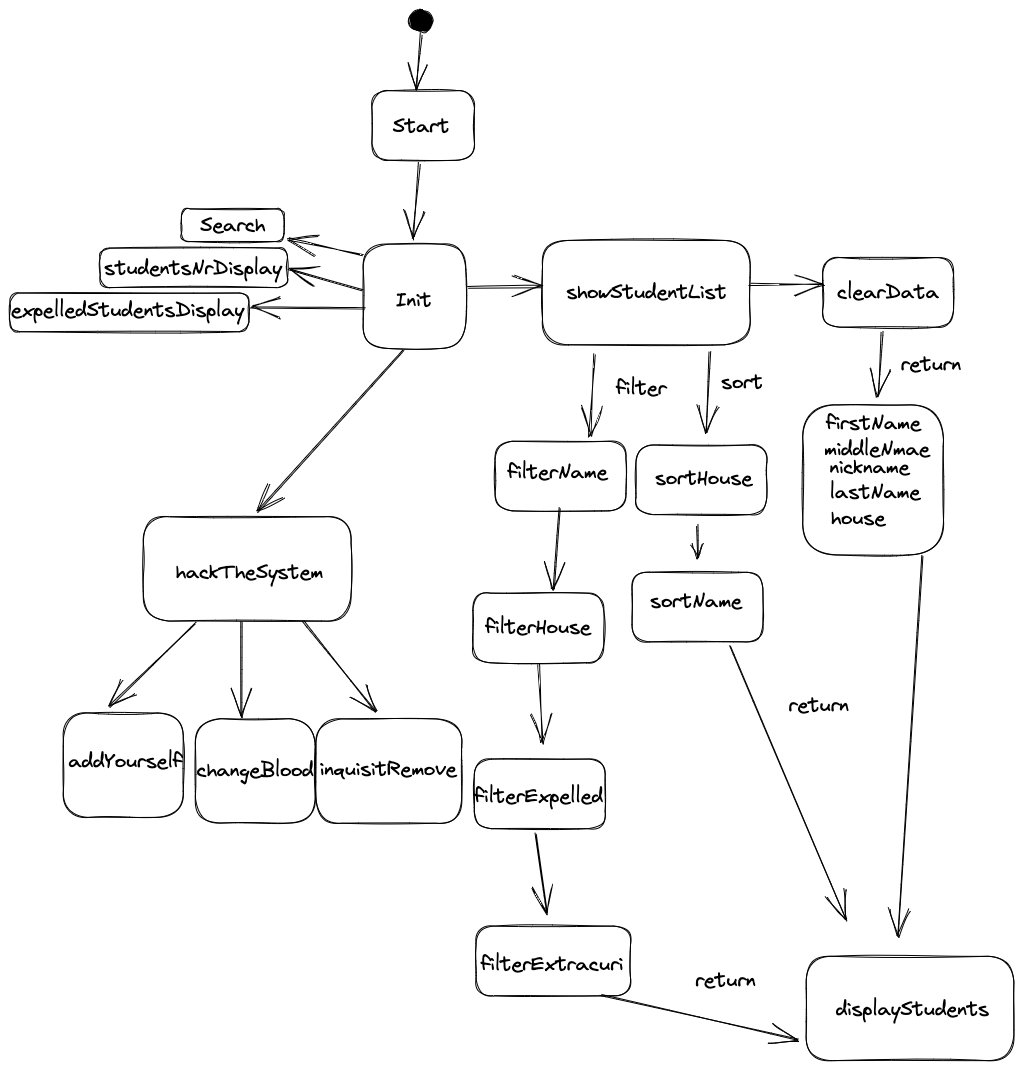 Start
Search
studentsNrDisplay
expelledStudentsDisplay
Init
showStudentList
clearData
return
filter
sort
firstName
middleNmae
nickname
lastName
house
filterName
sortHouse
hackTheSystem
filterHouse
sortName
return
addYourself
changeBlood
inquisitRemove
filterExpelled
filterExtracuri
return
displayStudents